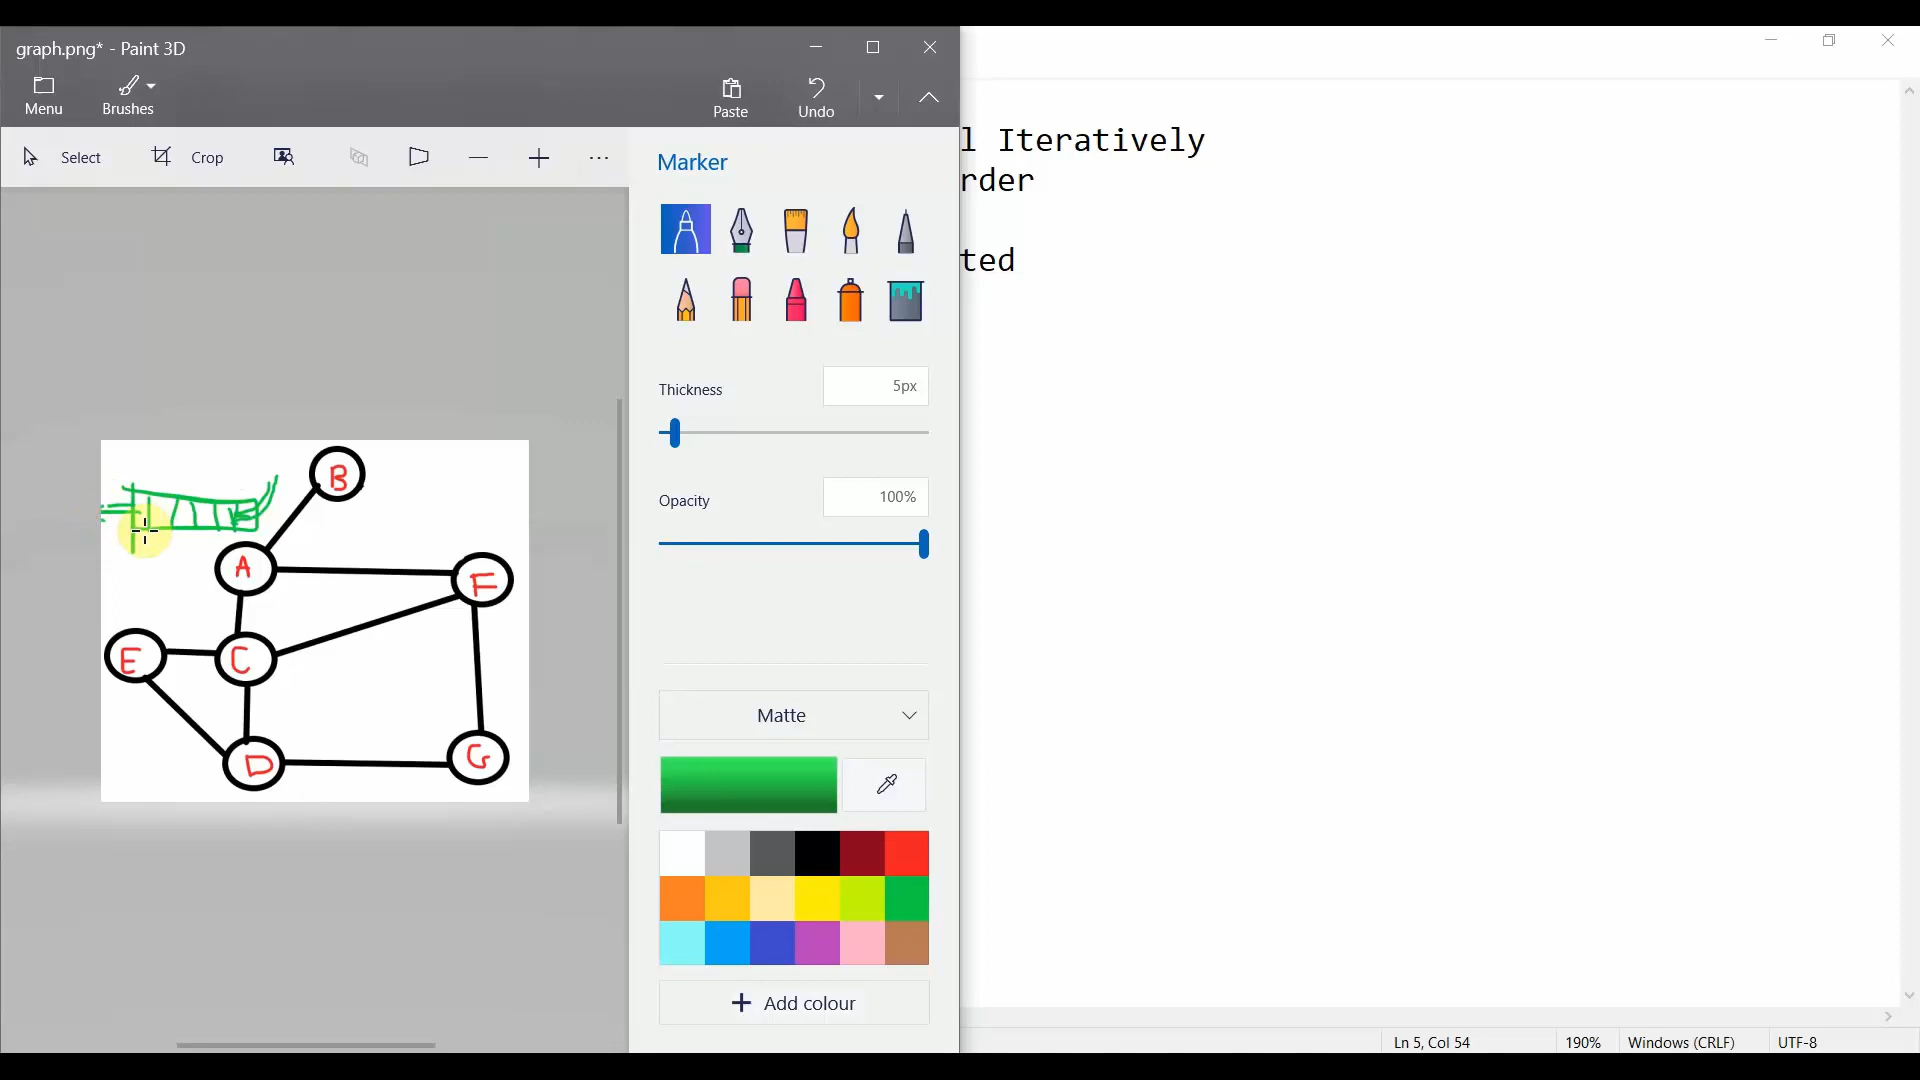 graph.png* - Paint 3D
Menu
Brushes
Paste
Undo
Select
Crop
Marker
Thickness
5px
Opacity
100%
Matte
Add colour
B
A
F
E
C
D
G
l Iteratively
rder
ted
Ln 5, Col 54
190%
Windows (CRLF)
UTF-8